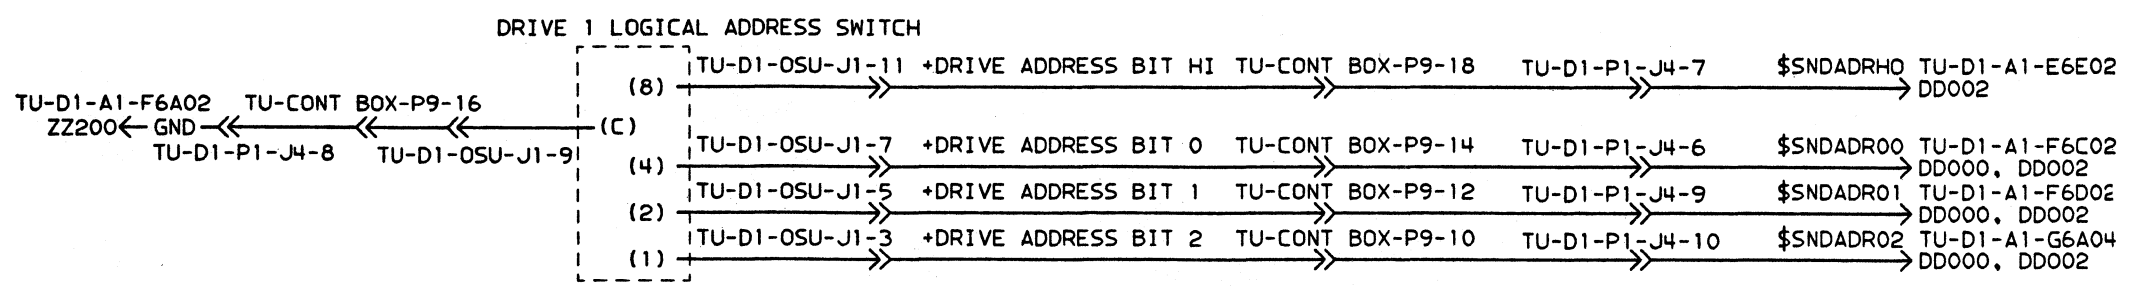 DRIVE 1 LOGICAL ADDRESS SWITCH
TU-D1-OSU-J1-11 +DRIVE ADDRESS BIT HI TU-CONT BOX-P9-18 TU-D1-P1-J4-7 $SNDADRHO TU-D1-A1-E6E02
(8) DD002
TU-D1-A1-F6A02 TU-CONT BOX-P9-16
ZZ200 GND (C)
TU-D1-P1-J4-8 TU-D1-OSU-J1-9
TU-D1-OSU-J1-7 +DRIVE ADDRESS BIT 0 TU-CONT BOX-P9-14 TU-D1-P1-J4-6 $SNDADR00 TU-D1-A1-F6C02
(4) DD000, DD002
TU-D1-OSU-J1-5 +DRIVE ADDRESS BIT 1 TU-CONT BOX-P9-12 TU-D1-P1-J4-9 $SNDADR01 TU-D1-A1-F6D02
(2) DD000, DD002
TU-D1-OSU-J1-3 +DRIVE ADDRESS BIT 2 TU-CONT BOX-P9-10 TU-D1-P1-J4-10 $SNDADR02 TU-D1-A1-G6A04
(1) DD000, DD002